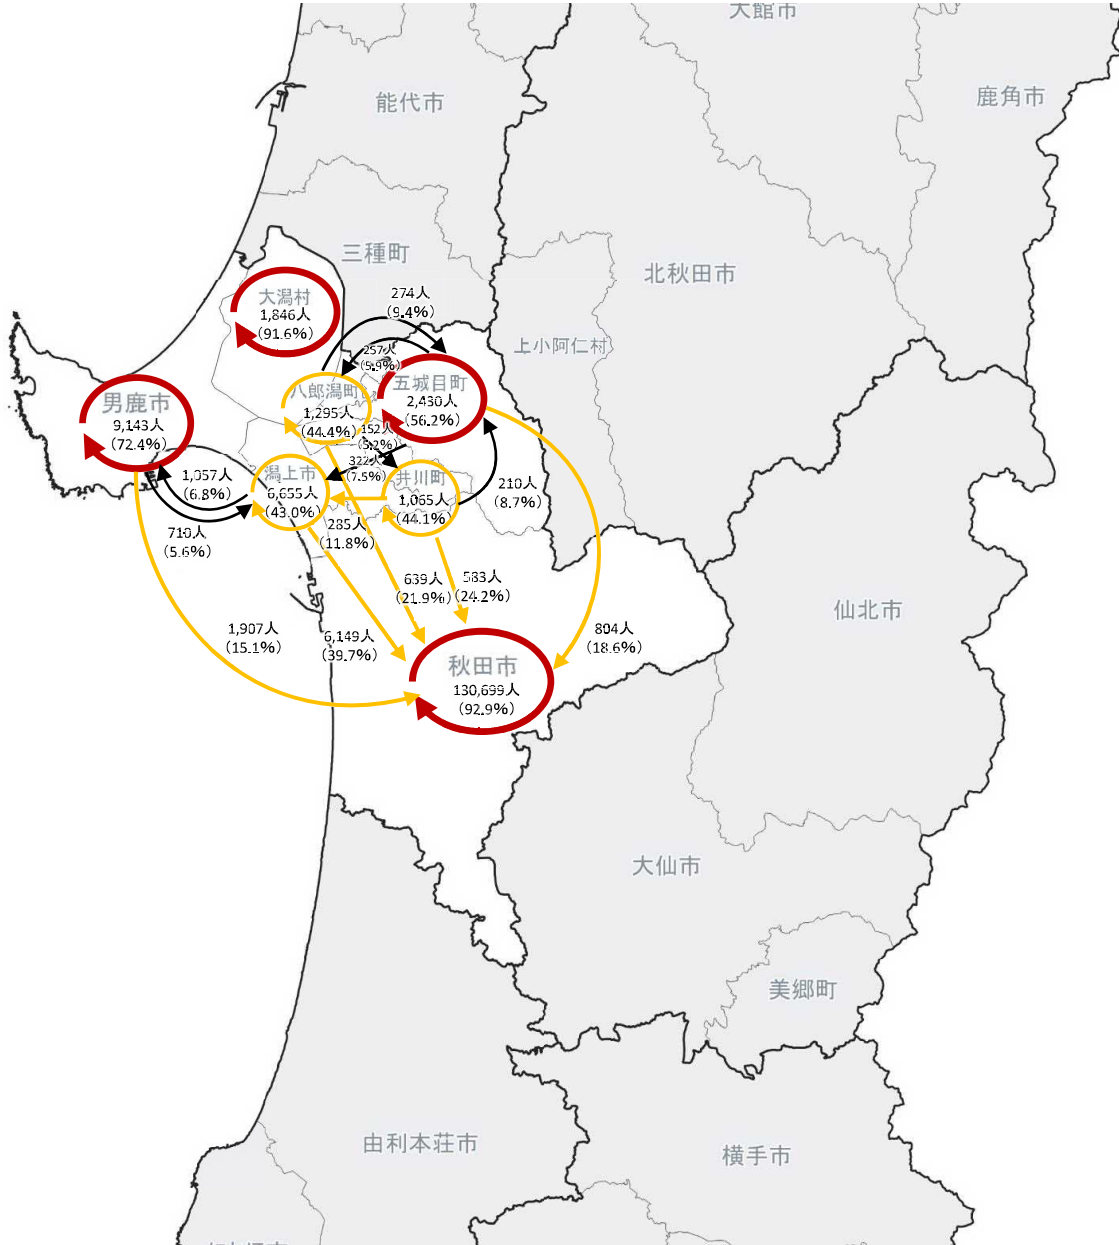 大館市
能代市
鹿角市
三種町
北秋田市
大潟村
1,846人
(91.6%)
274人
(9.4%)
上小阿仁村
257人
(5.9%)
五城目町
2,430人
(56.2%)
八郎潟町
1,295人
(44.4%)
男鹿市
9,143人
(72.4%)
152人
(5.2%)
322人
(7.5%)
潟上市
6,655人
(43.0%)
井川町
1,065人
(44.1%)
1,057人
(6.8%)
210人
(8.7%)
710人
(5.6%)
285人
(11.8%)
639人
(21.9%)
583人
(24.2%)
仙北市
1,907人
(15.1%)
6,149人
(39.7%)
804人
(18.6%)
秋田市
130,699人
(92.9%)
大仙市
美郷町
由利本荘市
横手市